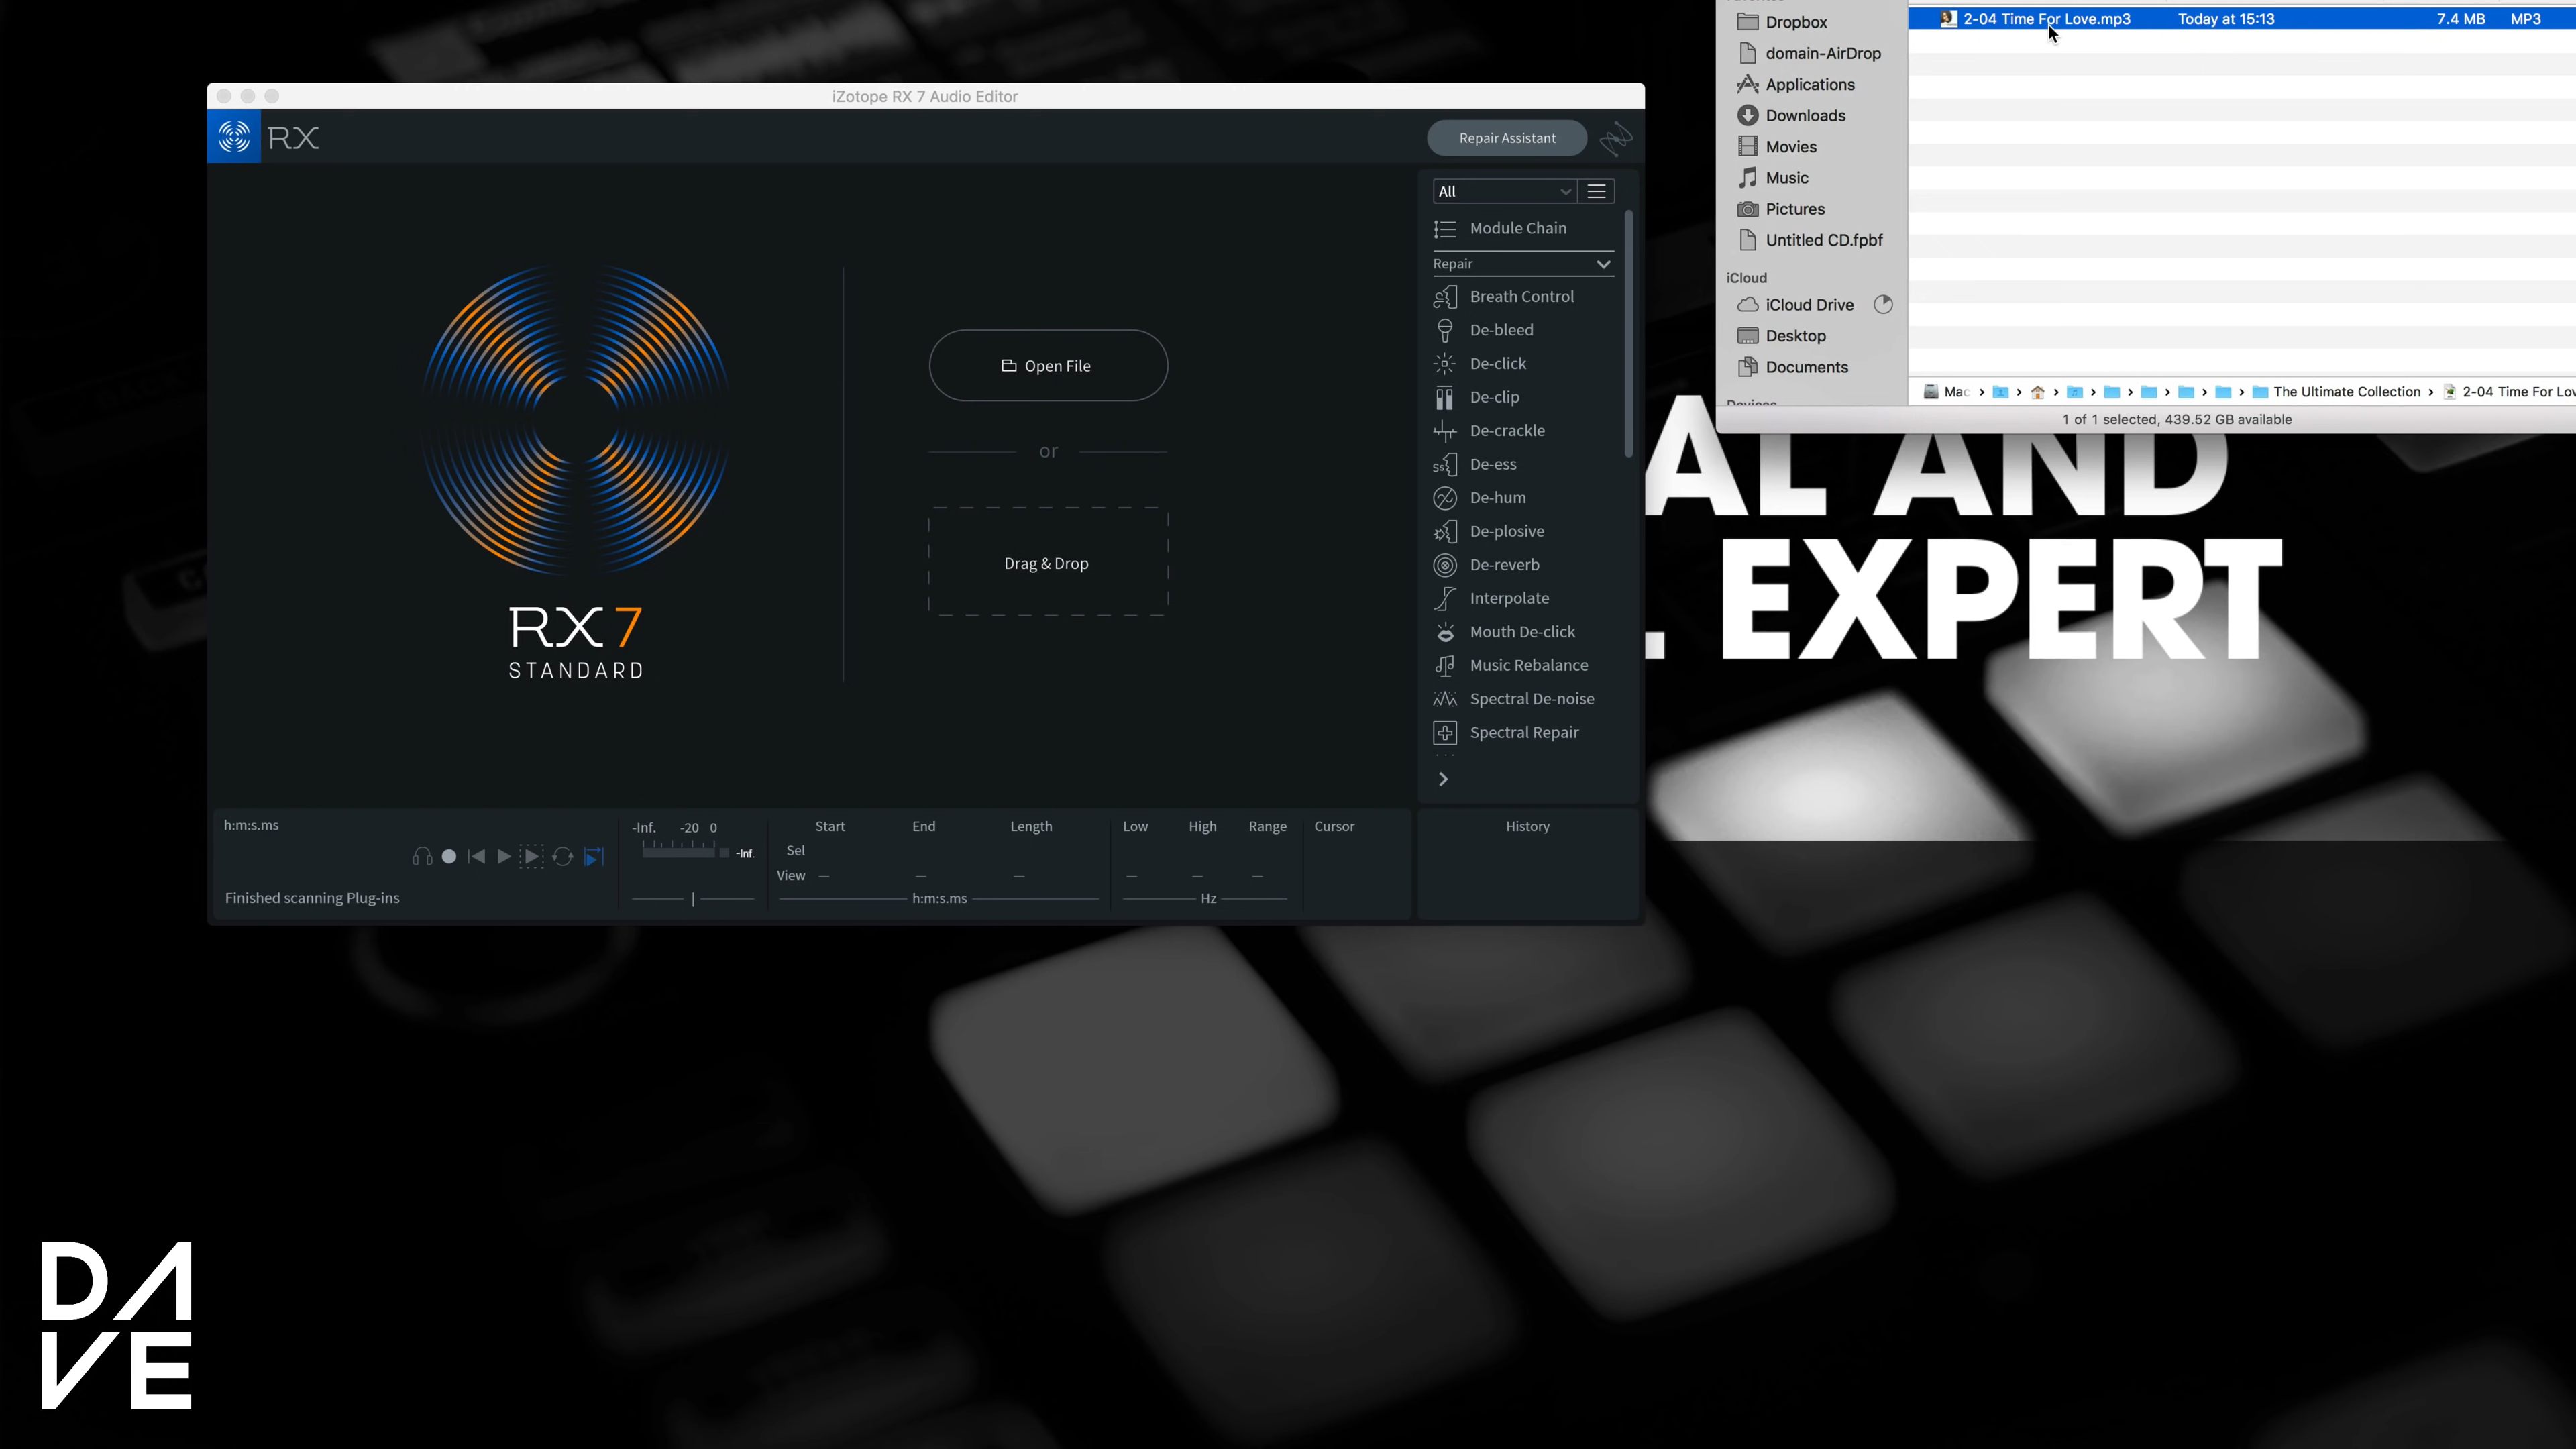 iZotope RX 7 Audio Editor
RX
Repair Assistant
All
Module Chain
Repair
Breath Control
De-bleed
De-click
De-clip
De-crackle
De-ess
De-hum
De-plosive
De-reverb
Interpolate
Mouth De-click
Music Rebalance
Spectral De-noise
Spectral Repair
Open File
or
Drag & Drop
RX 7
STANDARD
h:m:s.ms
-Inf. -20 0
-Inf.
Finished scanning Plug-ins
Start End Length
Sel
View
h:m:s.ms
Low High Range
Hz
Cursor
History
Dropbox
domain-AirDrop
Applications
Downloads
Movies
Music
Pictures
Untitled CD.fpbf
iCloud
iCloud Drive
Desktop
Documents
2-04 Time For Love.mp3 Today at 15:13 7.4 MB MP3
Mac
The Ultimate Collection
2-04 Time For
1 of 1 selected, 439.52 GB available
AL AND
EXPERT
DA
VE